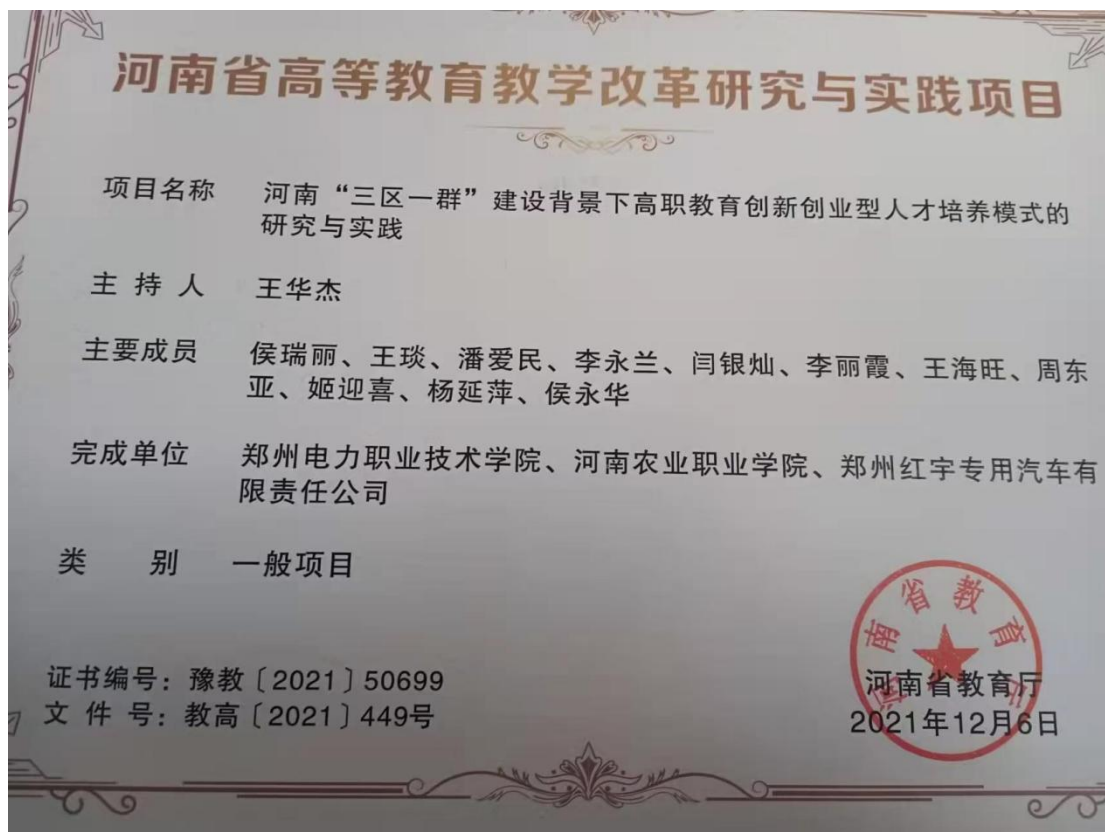 河南省高等教育教学改革研究与实践项目
项目名称 河南“三区一群”建设背景下高职教育创新创业型人才培养模式的
研究与实践
主持人 王华杰
主要成员 侯瑞丽、王琰、潘爱民、李永兰、闫银灿、李丽霞、王海旺、周东
亚、姬迎喜、杨延萍、侯永华
完成单位 郑州电力职业技术学院、河南农业职业学院、郑州红宇专用汽车有
限责任公司
类别 一般项目
河南省教育厅
证书编号：豫教〔2021〕50699
河南省教育厅
文件号：教高〔2021〕449号
2021年12月6日